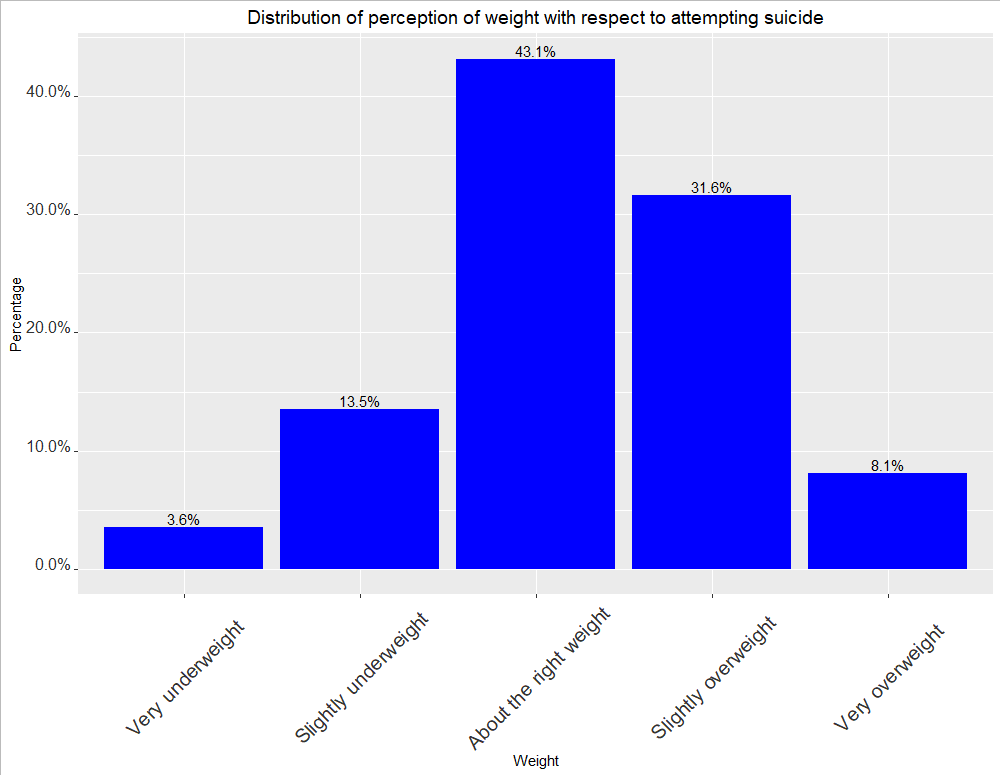 Distribution of perception of weight with respect to attempting suicide
43.1%
40.0%
31.6%
30.0%
Percentage
20.0%
13.5%
10.0%
8.1%
3.6%
0.0%
Very underweight
Slightly underweight
About the right weight
Slightly overweight
Very overweight
Weight